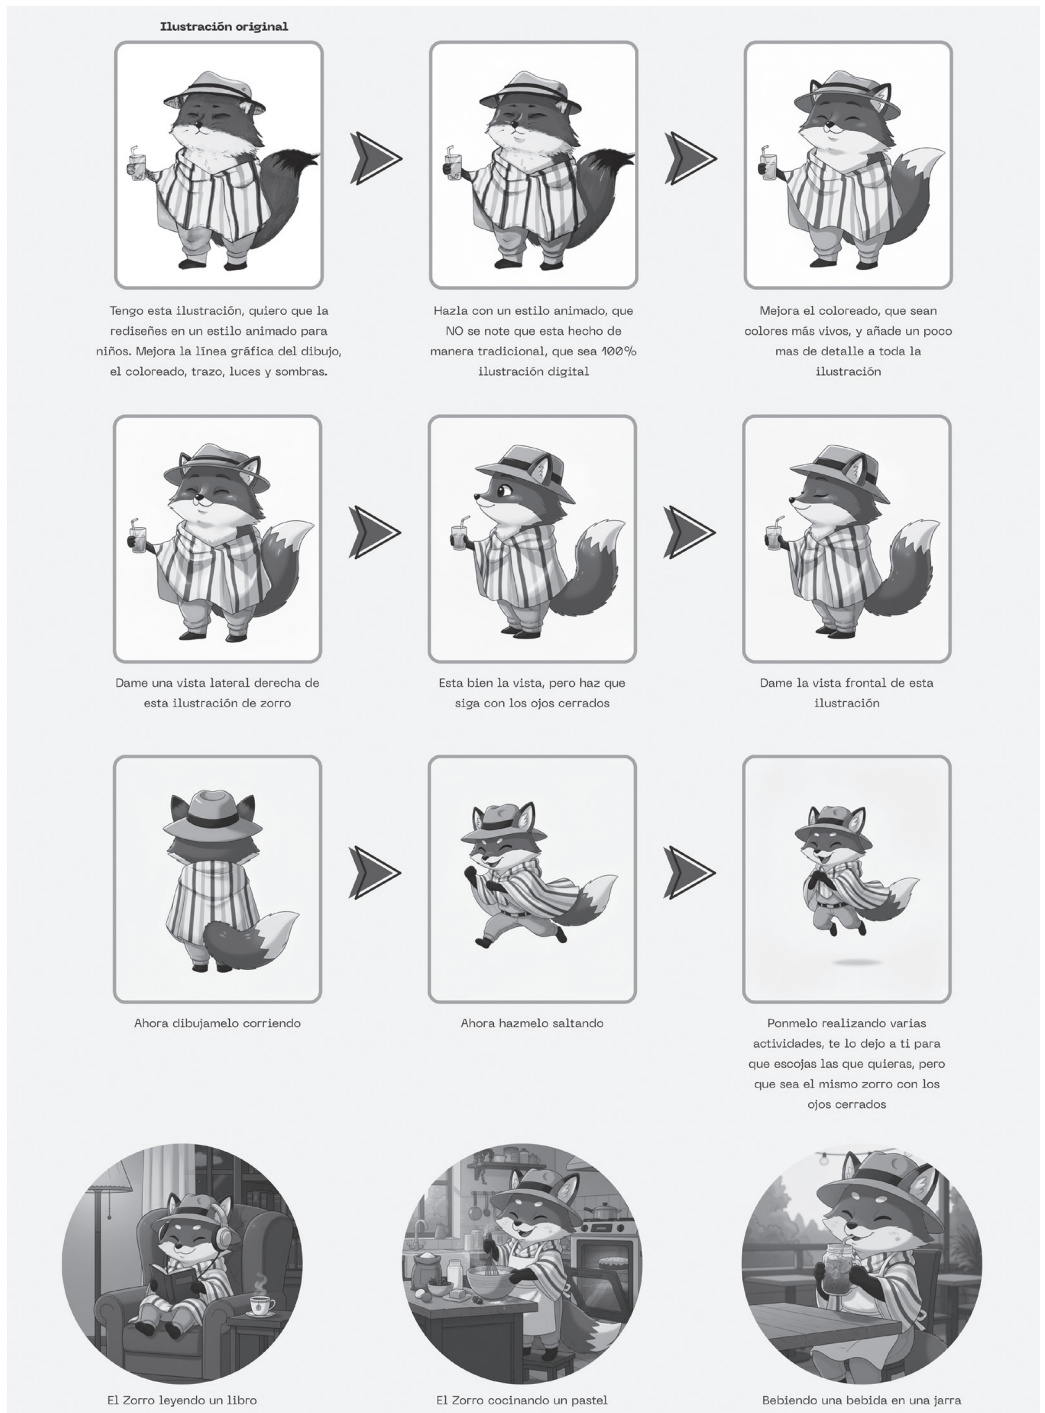 Ilustración original
Tengo esta ilustración, quiero que la
rediseñes en un estilo animado para
niños. Mejora la línea gráfica del dibujo,
el coloreado, trazo, luces y sombras.
Hazla con un estilo animado, que
NO se note que esta hecho de
manera tradicional, que sea 100%
ilustración digital
Mejora el coloreado, que sean
colores más vivos, y añade un poco
mas de detalle a toda la
ilustración
Dame una vista lateral derecha de
esta ilustración de zorro
Esta bien la vista, pero haz que
siga con los ojos cerrados
Dame la vista frontal de esta
ilustración
Ahora dibujamelo corriendo
Ahora hazmelo saltando
Ponmelo realizando varias
actividades, te lo dejo a ti para
que escojas las que quieras, pero
que sea el mismo zorro con los
ojos cerrados
El Zorro leyendo un libro
El Zorro cocinando un pastel
Bebiendo una bebida en una jarra